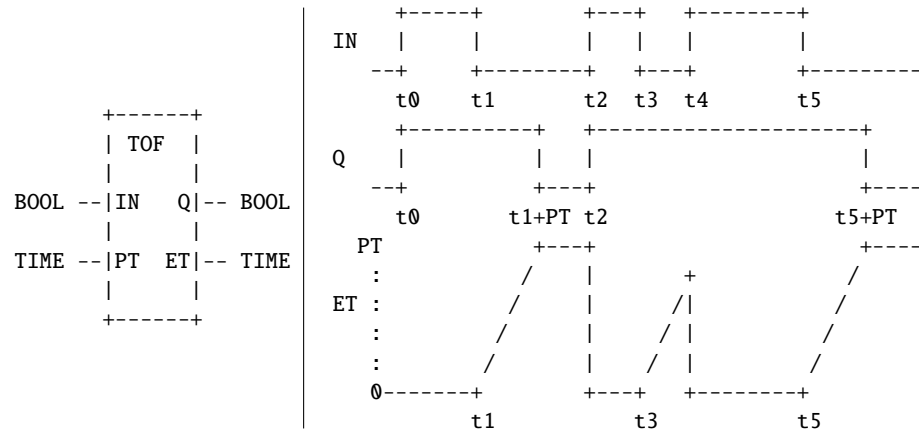 IN
t0 t1 t2 t3 t4 t5
TOF
Q
BOOL IN Q BOOL
t0 t1+PT t2 t5+PT
PT
TIME PT ET TIME
ET
0
t1 t3 t5